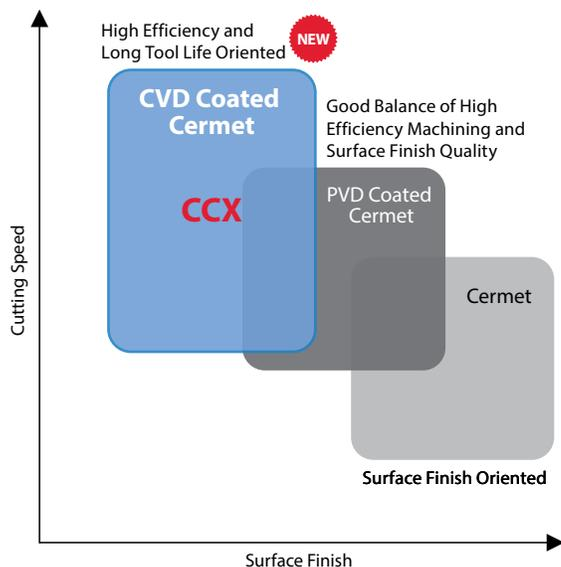 High Efficiency and
Long Tool Life Oriented
NEW
CVD Coated
Cermet
CCX
Good Balance of High
Efficiency Machining and
Surface Finish Quality
PVD Coated
Cermet
Cermet
Surface Finish Oriented
Cutting Speed
Surface Finish